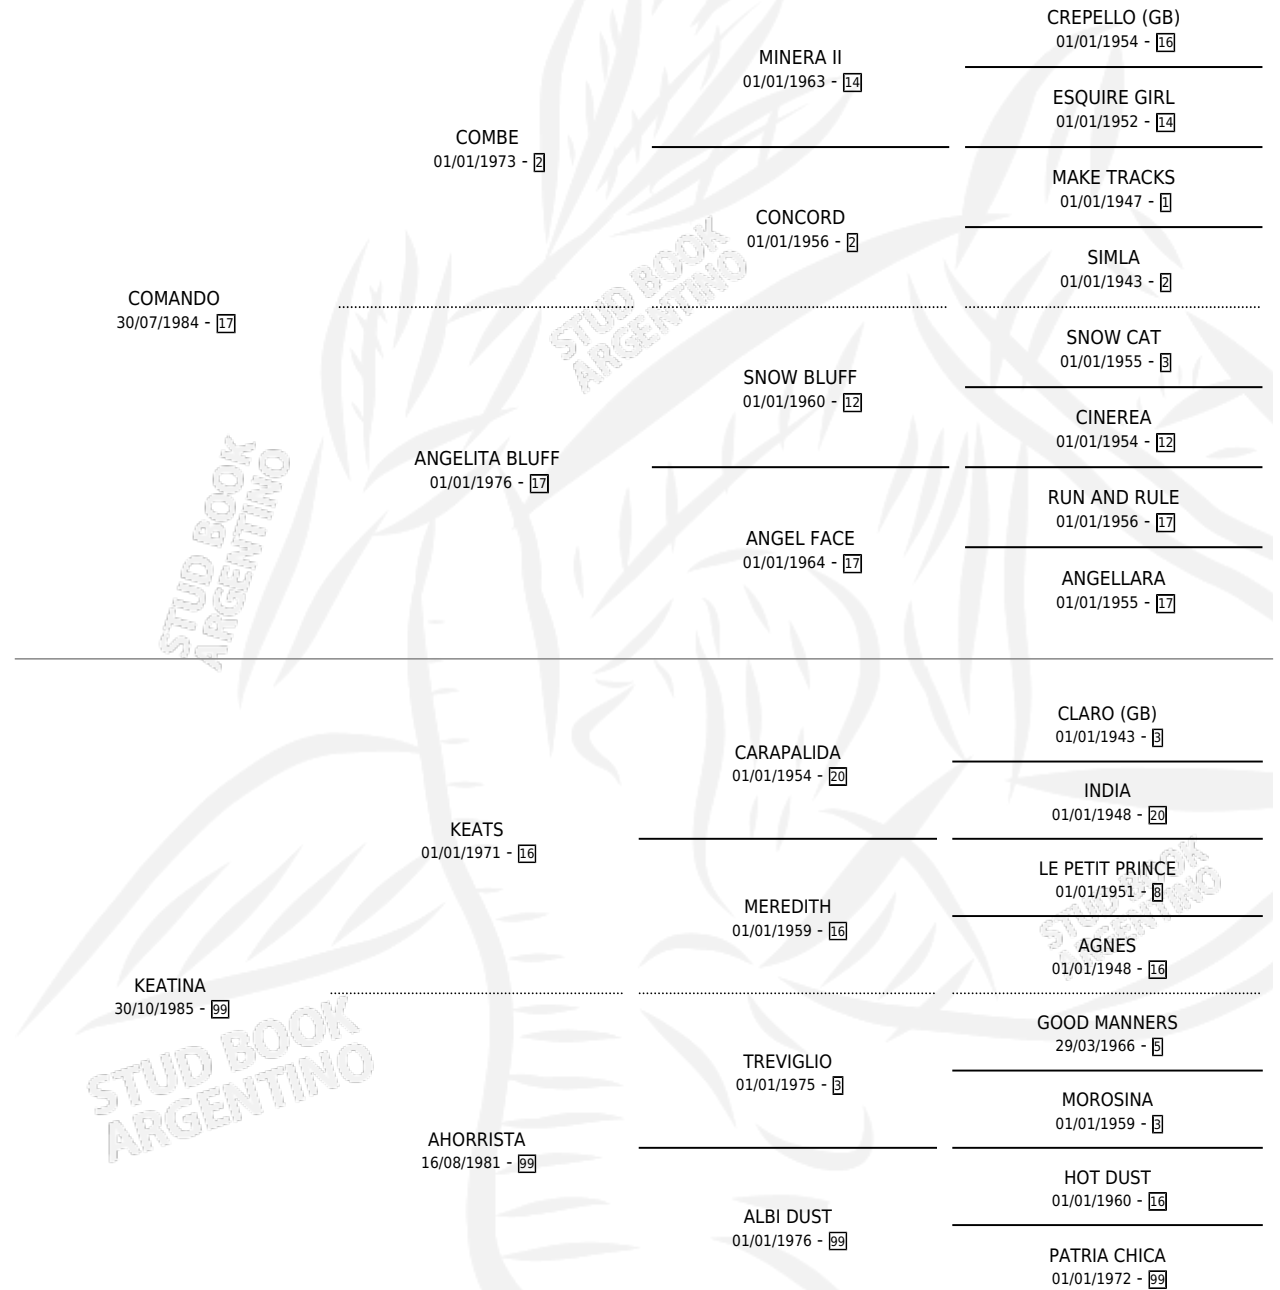 CREPELLO (GB)
01/01/1954 - 16
MINERA II
01/01/1963 - 14
ESQUIRE GIRL
01/01/1952 - 14
COMBE
01/01/1973 - 2
MAKE TRACKS
01/01/1947 - 1
CONCORD
01/01/1956 - 2
SIMLA
01/01/1943 - 2
COMANDO
30/07/1984 - 17
STUD BOOK
ARGENTINO
SNOW CAT
01/01/1955 - 3
SNOW BLUFF
01/01/1960 - 12
CINEREA
01/01/1954 - 12
ANGELITA BLUFF
01/01/1976 - 17
RUN AND RULE
01/01/1956 - 17
ANGEL FACE
01/01/1964 - 17
ANGELLARA
01/01/1955 - 17
STUD BOOK
ARGENTINO
CLARO (GB)
01/01/1943 - 3
CARAPALIDA
01/01/1954 - 20
INDIA
01/01/1948 - 20
KEATS
01/01/1971 - 16
LE PETIT PRINCE
01/01/1951 - 8
MEREDITH
01/01/1959 - 16
AGNES
01/01/1948 - 16
STUD BOOK
ARGENTINO
KEATINA
30/10/1985 - 99
STUD BOOK
ARGENTINO
GOOD MANNERS
29/03/1966 - 5
TREVIGLIO
01/01/1975 - 3
MOROSINA
01/01/1959 - 3
AHORRISTA
16/08/1981 - 99
HOT DUST
01/01/1960 - 16
ALBI DUST
01/01/1976 - 99
PATRIA CHICA
01/01/1972 - 99